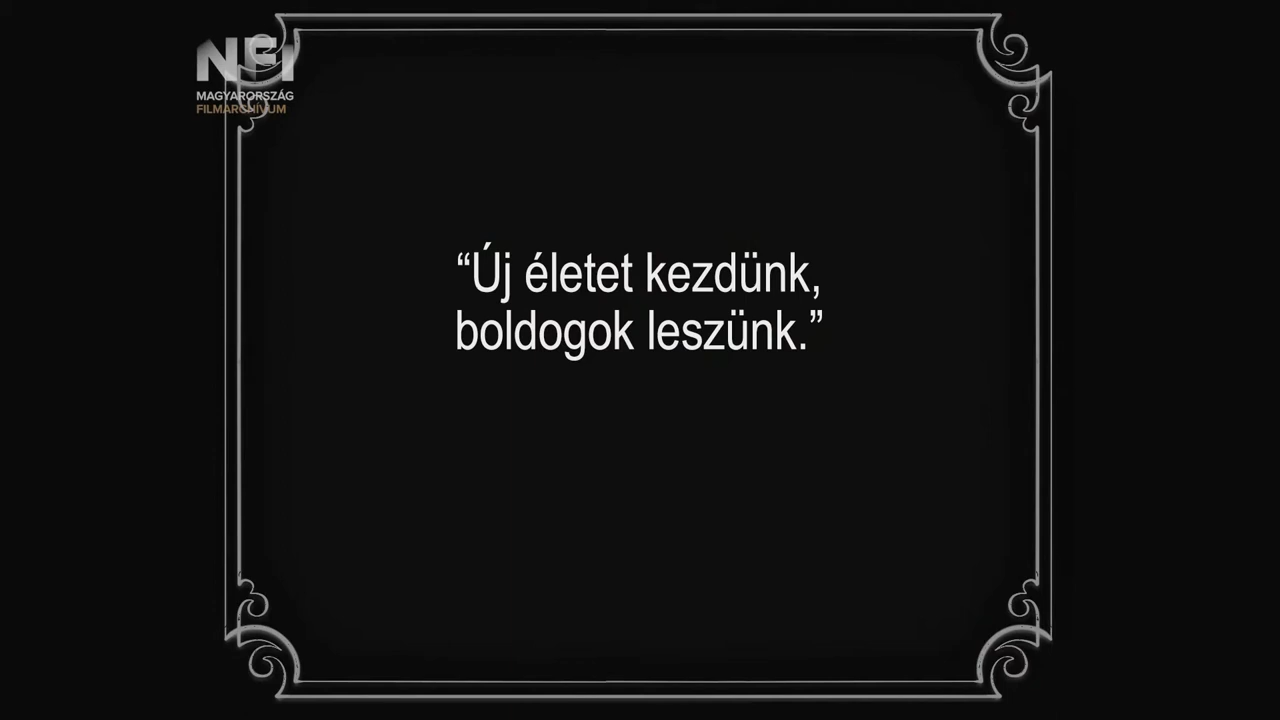 NFI
MAGYARORSZÁG
FILMARCHÍVUM
“Új életet kezdünk,
boldogok leszünk.”